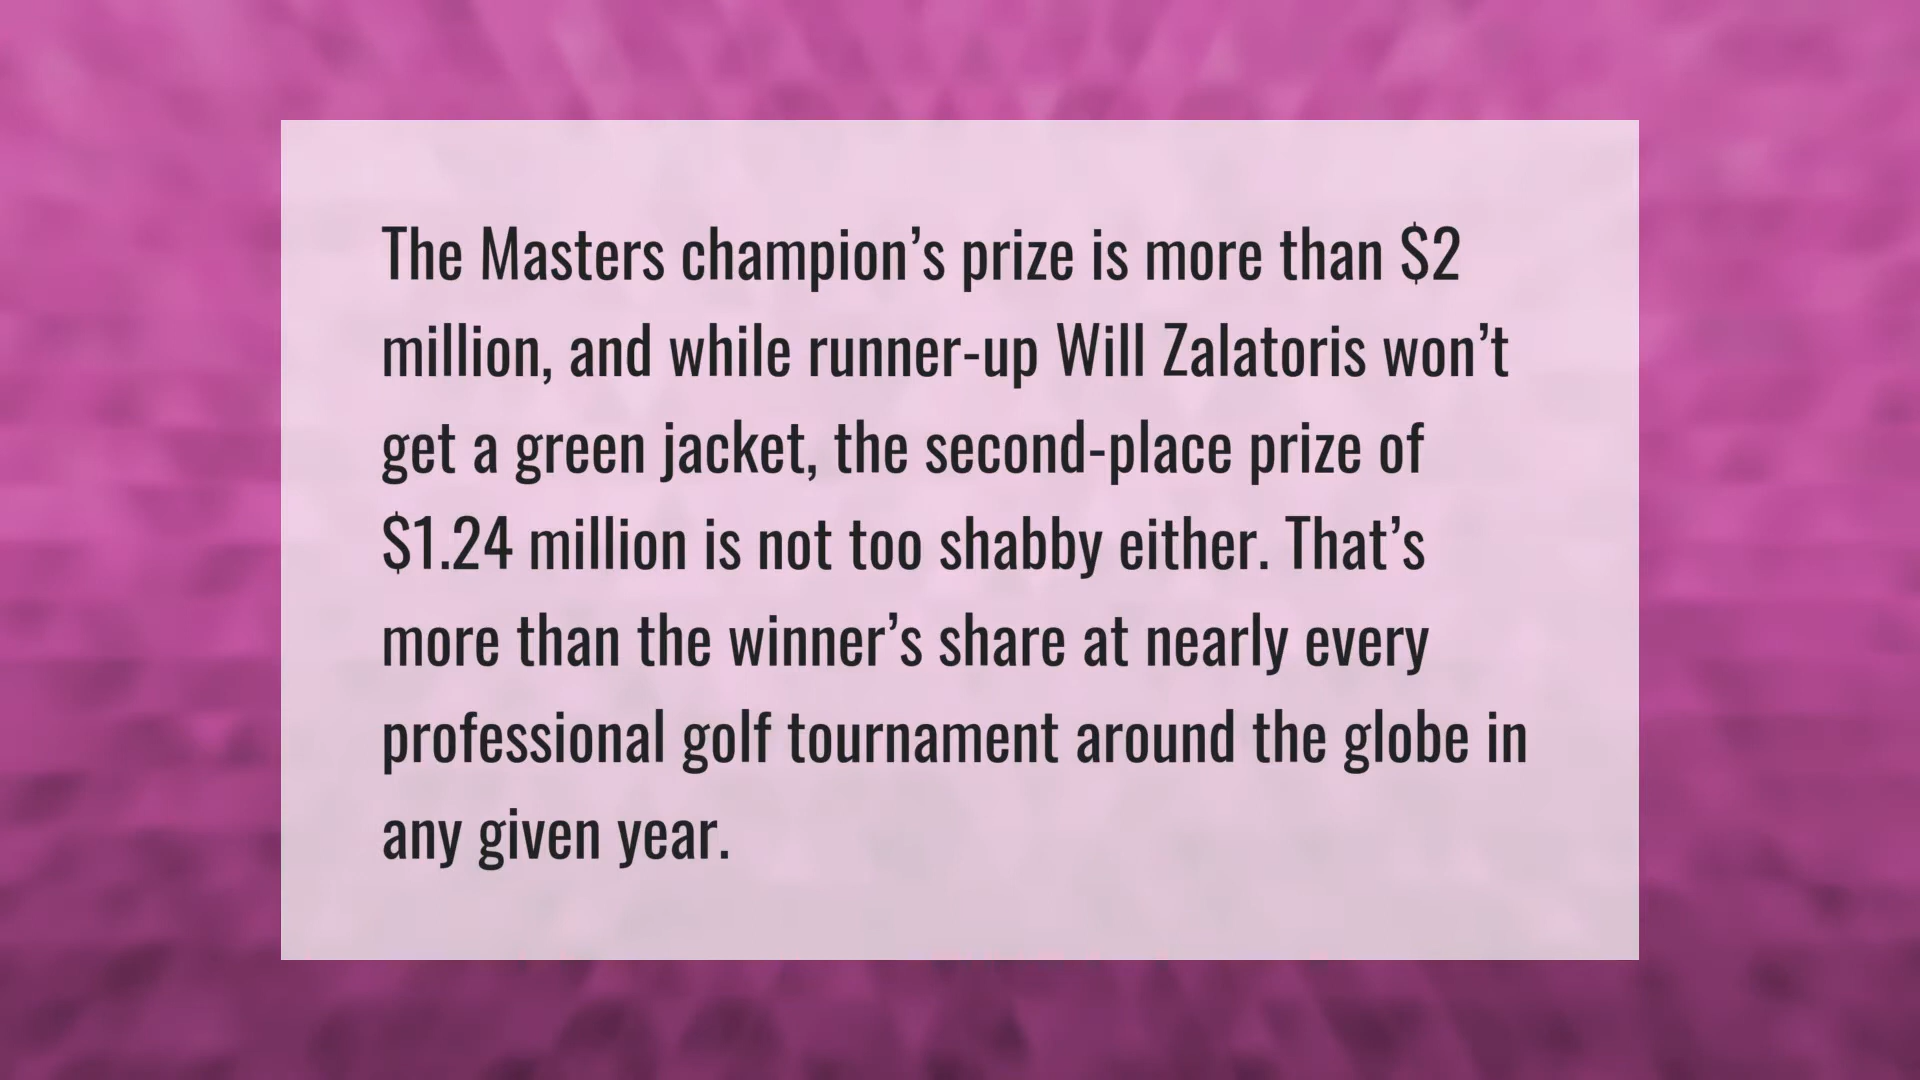 The Masters champion’s prize is more than $2
million, and while runner-up Will Zalatoris won’t
get a green jacket, the second-place prize of
$1.24 million is not too shabby either. That’s
more than the winner’s share at nearly every
professional golf tournament around the globe in
any given year.